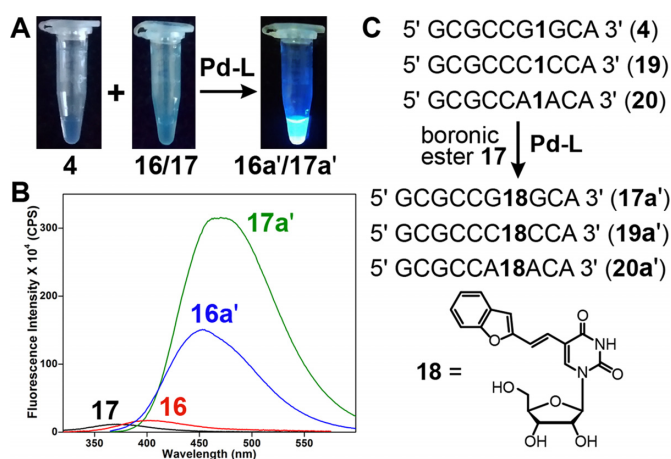 A
Pd-L
+
4
16/17
16a'/17a'
B
Fluorescence Intensity X 10⁴ (CPS)
300
200
100
0
17a'
16a'
17
16
350
400
450
500
550
Wavelength (nm)
C
5' GCGCCG1GCA 3' (4)
5' GCGCCC1CCA 3' (19)
5' GCGCCA1ACA 3' (20)
boronic
ester 17
Pd-L
5' GCGCCG18GCA 3' (17a')
5' GCGCCC18CCA 3' (19a')
5' GCGCCA18ACA 3' (20a')
18 =
O
O
NH
N
O
HO
O
OH
OH